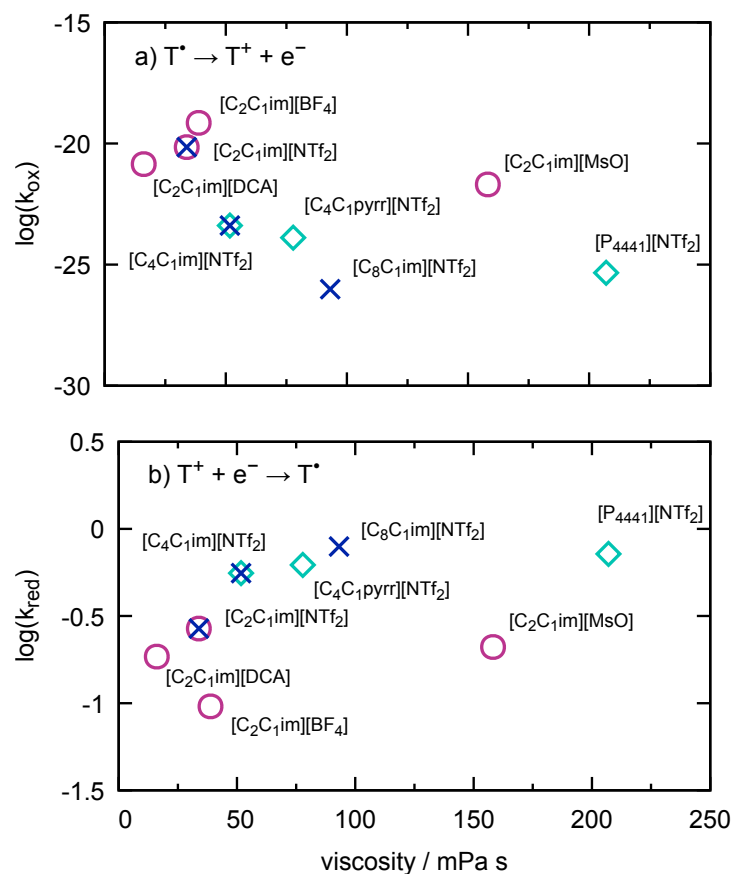 -15
a) T• → T⁺ + e⁻
[C₂C₁im][BF₄]
-20
[C₂C₁im][NTf₂]
[C₂C₁im][MsO]
[C₂C₁im][DCA]
[C₄C₁pyrr][NTf₂]
log(kₒₓ)
[P₄₄₄₁][NTf₂]
[C₄C₁im][NTf₂]
[C₈C₁im][NTf₂]
-25
-30
0.5
b) T⁺ + e⁻ → T•
[P₄₄₄₁][NTf₂]
0
[C₄C₁im][NTf₂]
[C₈C₁im][NTf₂]
[C₄C₁pyrr][NTf₂]
log(k_red)
-0.5
[C₂C₁im][NTf₂]
[C₂C₁im][MsO]
[C₂C₁im][DCA]
-1
[C₂C₁im][BF₄]
-1.5
0 50 100 150 200 250
viscosity / mPa s